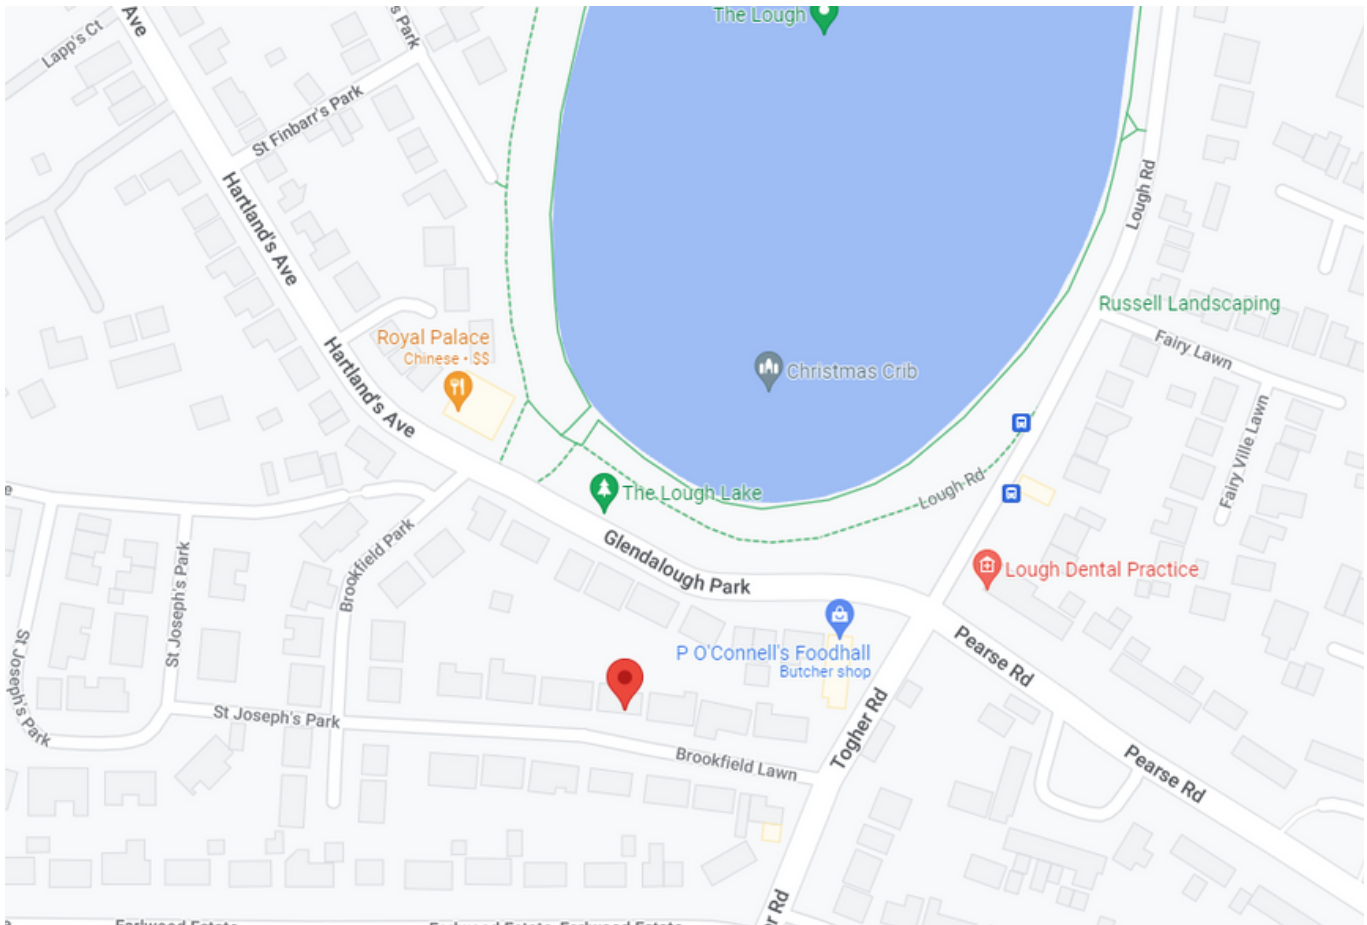 The Lough
Ave
s Park
Lapp's Ct
St Finbarr's Park
Hartland's Ave
Lough Rd
Russell Landscaping
Royal Palace
Chinese • $$
Fairy Lawn
Hartland's Ave
Christmas Crib
Fairy Ville Lawn
Lough Rd
The Lough Lake
e
Glendalough Park
Brookfield Park
Lough Dental Practice
St Joseph's Park
St Joseph's Park
P O'Connell's Foodhall
Butcher shop
Pearse Rd
St Joseph's Park
Togher Rd
Brookfield Lawn
Pearse Rd
er Rd